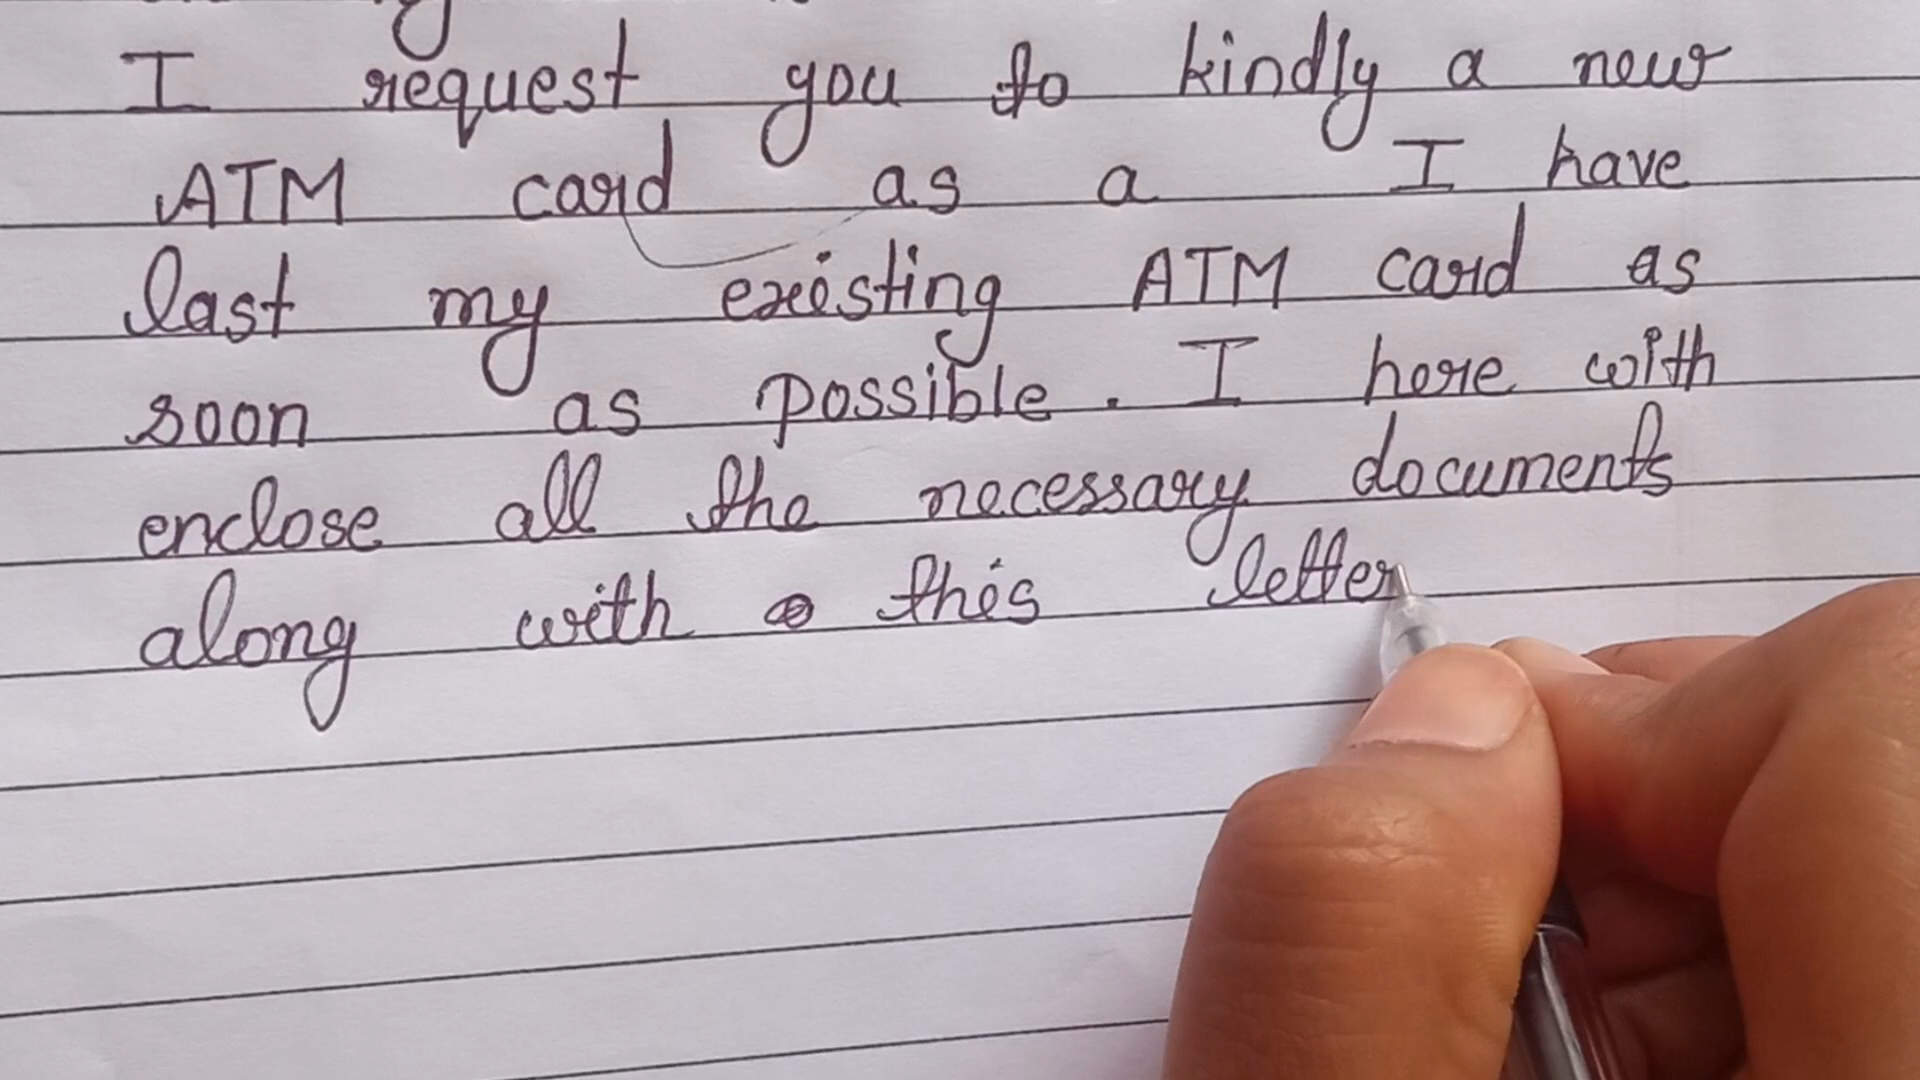 I request you to kindly a new
ATM card as a I have
last my existing ATM card as
soon as possible. I here with
enclose all the necessary documents
along with this letter